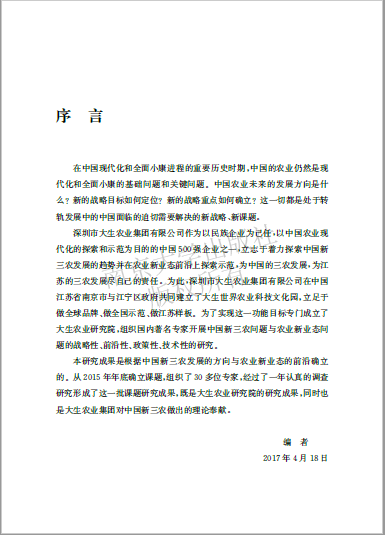 序 言
在中国现代化和全面小康进程的重要历史时期,中国的农业仍然是现
代化和全面小康的基础问题和关键问题。中国农业未来的发展方向是什
么?新的战略目标如何定位?新的战略重点如何确立?这一切都是处于转
轨发展中的中国面临的迫切需要解决的新战略、新课题。
深圳市大生农业集团有限公司作为以民族企业为己任,以中国农业现
代化的探索和示范为目的的中国500强企业之一,立志于着力探索中国新
三农发展的趋势并在农业新业态前沿上探索示范,为中国的三农发展,为江
苏的三农发展尽自己的责任。为此,深圳市大生农业集团有限公司在中国
江苏省南京市与江宁区政府共同建立了大生世界农业科技文化园,立足于
做全球品牌、做全国示范、做江苏样板。为了实现这一功能目标专门成立了
大生农业研究院,组织国内著名专家开展中国新三农问题与农业新业态问
题的战略性、前沿性、政策性、技术性的研究。
本研究成果是根据中国新三农发展的方向与农业新业态的前沿确立
的。从2015年年底确立课题,组织了30多位专家,经过了一年认真的调查
研究形成了这一批课题研究成果,既是大生农业研究院的研究成果,同时也
是大生农业集团对中国新三农做出的理论奉献。
编 者
2017年4月18日